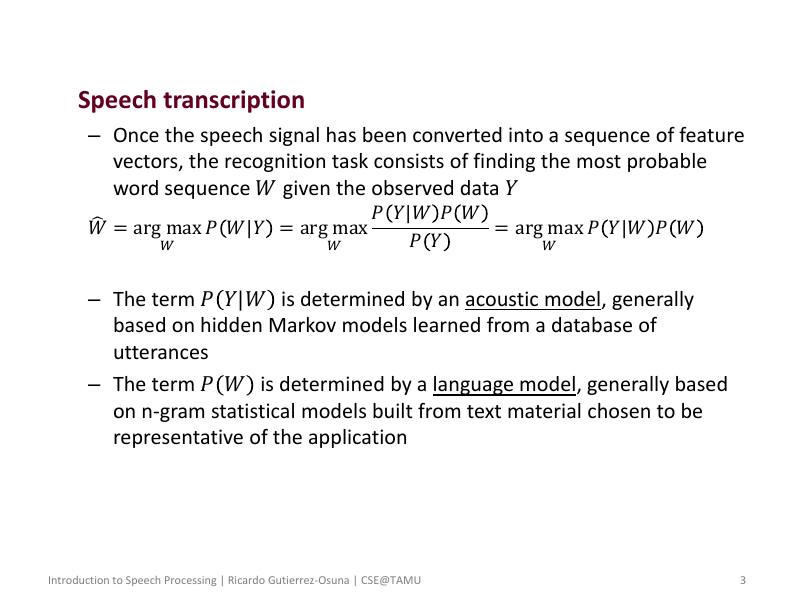 Speech transcription
– Once the speech signal has been converted into a sequence of feature
vectors, the recognition task consists of finding the most probable
word sequence 𝑊 given the observed data 𝑌
𝑊̂ = arg max_𝑊 𝑃(𝑊|𝑌) = arg max_𝑊 𝑃(𝑌|𝑊)𝑃(𝑊) / 𝑃(𝑌) = arg max_𝑊 𝑃(𝑌|𝑊)𝑃(𝑊)
– The term 𝑃(𝑌|𝑊) is determined by an acoustic model, generally
based on hidden Markov models learned from a database of
utterances
– The term 𝑃(𝑊) is determined by a language model, generally based
on n-gram statistical models built from text material chosen to be
representative of the application
Introduction to Speech Processing | Ricardo Gutierrez-Osuna | CSE@TAMU
3